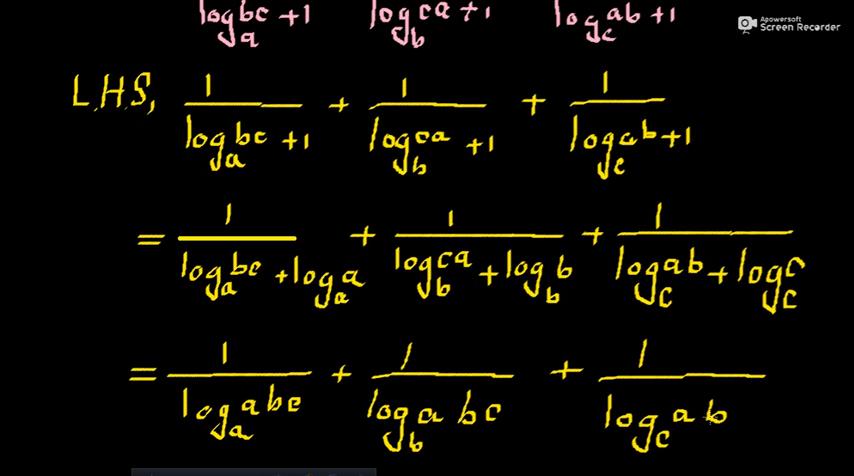 log_a bc +1 log_b ca +1 log_c ab +1
Apowersoft
Screen Recorder
L.H.S, 1/(log_a bc +1) + 1/(log_b ca +1) + 1/(log_c ab +1)
= 1/(log_a bc + log_a a) + 1/(log_b ca + log_b b) + 1/(log_c ab + log_c c)
= 1/(log_a abc) + 1/(log_b abc) + 1/(log_c ab)